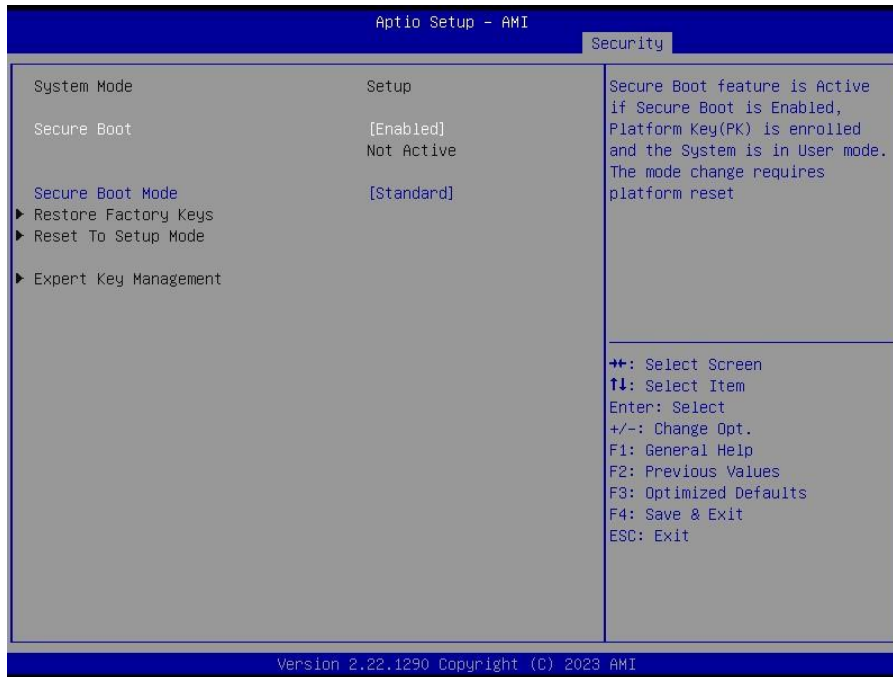 Aptio Setup - AMI
Security
System Mode Setup
Secure Boot [Enabled]
Not Active
Secure Boot Mode [Standard]
▶ Restore Factory Keys
▶ Reset To Setup Mode
▶ Expert Key Management
Secure Boot feature is Active
if Secure Boot is Enabled,
Platform Key(PK) is enrolled
and the System is in User mode.
The mode change requires
platform reset
→←: Select Screen
↑↓: Select Item
Enter: Select
+/-: Change Opt.
F1: General Help
F2: Previous Values
F3: Optimized Defaults
F4: Save & Exit
ESC: Exit
Version 2.22.1290 Copyright (C) 2023 AMI